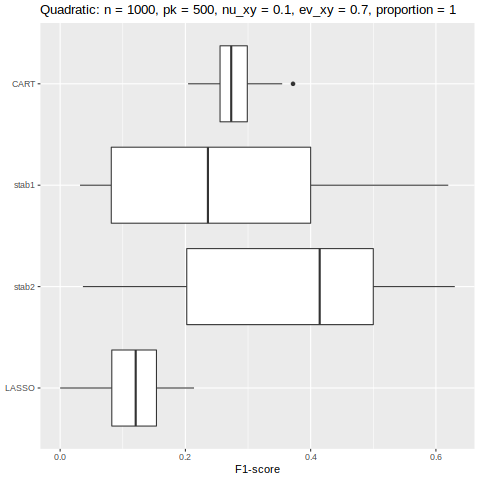 Quadratic: n = 1000, pk = 500, nu_xy = 0.1, ev_xy = 0.7, proportion = 1
CART
stab1
stab2
LASSO
0.0 0.2 0.4 0.6
F1-score